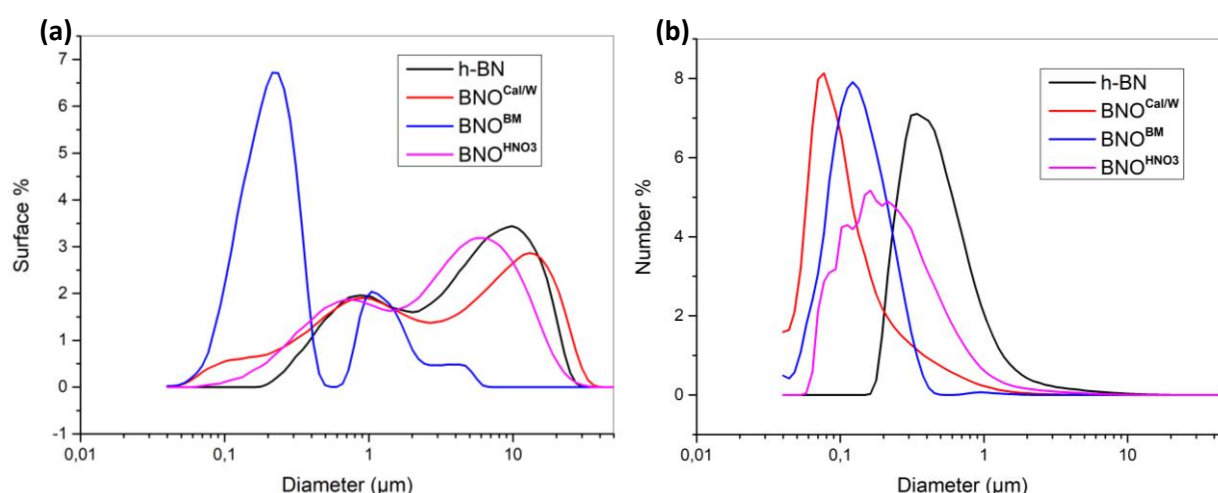 (a)
7
6
5
4
3
2
1
0
-1
Surface %
h-BN
BNO^Cal/W
BNO^BM
BNO^HNO3
0,01
0,1
1
10
Diameter (µm)
(b)
8
6
4
2
0
Number %
h-BN
BNO^Cal/W
BNO^BM
BNO^HNO3
0,01
0,1
1
10
Diameter (µm)